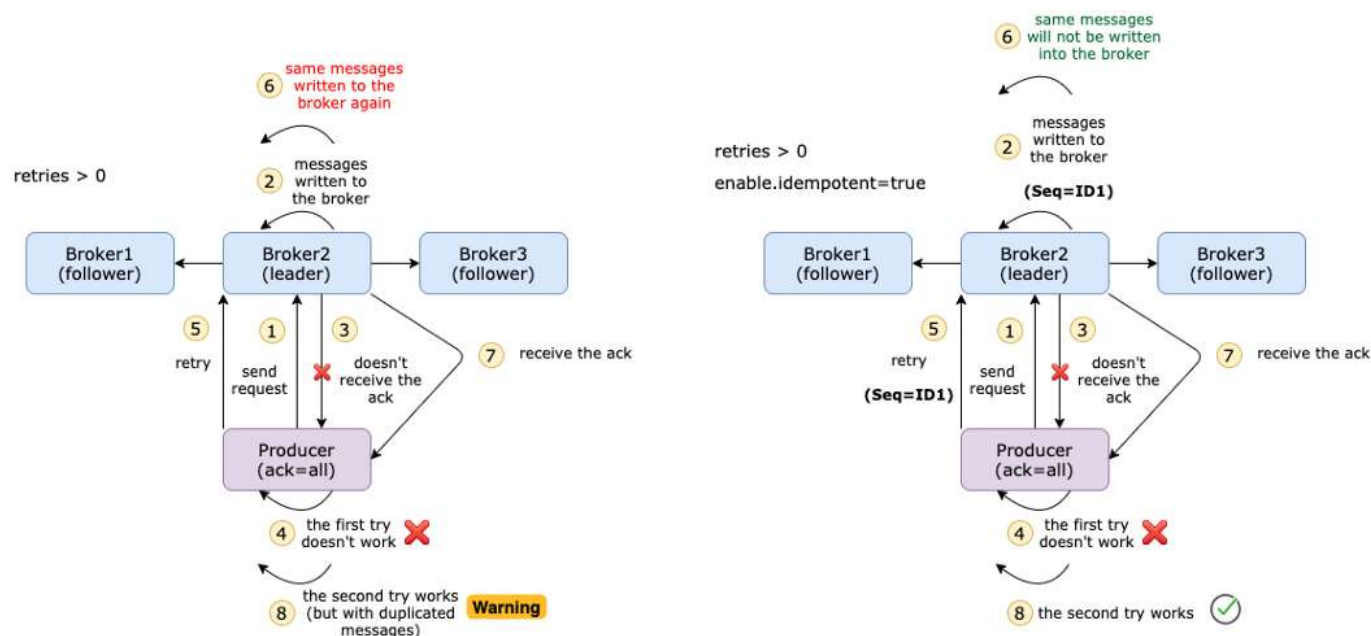 6
same messages
written to the
broker again
retries > 0
2
messages
written to
the broker
Broker1
(follower)
Broker2
(leader)
Broker3
(follower)
5
retry
1
send
request
3
doesn't
receive the
ack
7
receive the ack
Producer
(ack=all)
4
the first try
doesn't work
8
the second try works
(but with duplicated
messages)
Warning
6
same messages
will not be written
into the broker
retries > 0
enable.idempotent=true
2
messages
written to
the broker
(Seq=ID1)
Broker1
(follower)
Broker2
(leader)
Broker3
(follower)
5
retry
(Seq=ID1)
1
send
request
3
doesn't
receive the
ack
7
receive the ack
Producer
(ack=all)
4
the first try
doesn't work
8
the second try works